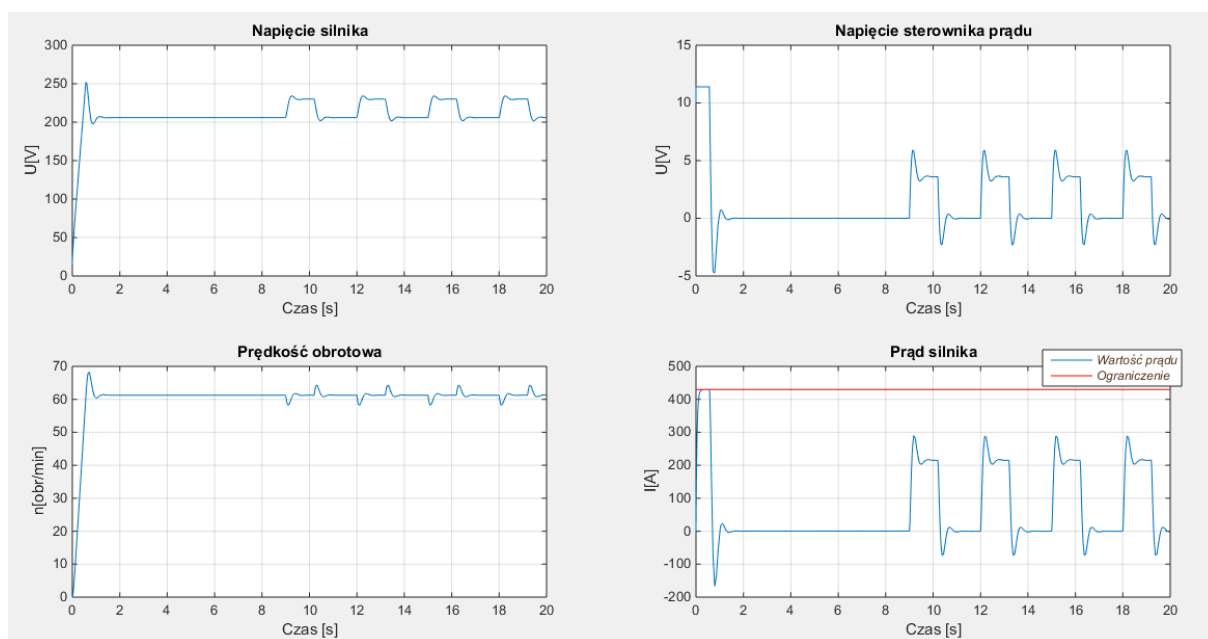 Napięcie silnika
300
250
200
150
100
50
0
U[V]
0 2 4 6 8 10 12 14 16 18 20
Czas [s]
Napięcie sterownika prądu
15
10
5
0
-5
U[V]
0 2 4 6 8 10 12 14 16 18 20
Czas [s]
Prędkość obrotowa
70
60
50
40
30
20
10
0
n[obr/min]
0 2 4 6 8 10 12 14 16 18 20
Czas [s]
Prąd silnika
Wartość prądu
Ograniczenie
500
400
300
200
100
0
-100
-200
I[A]
0 2 4 6 8 10 12 14 16 18 20
Czas [s]